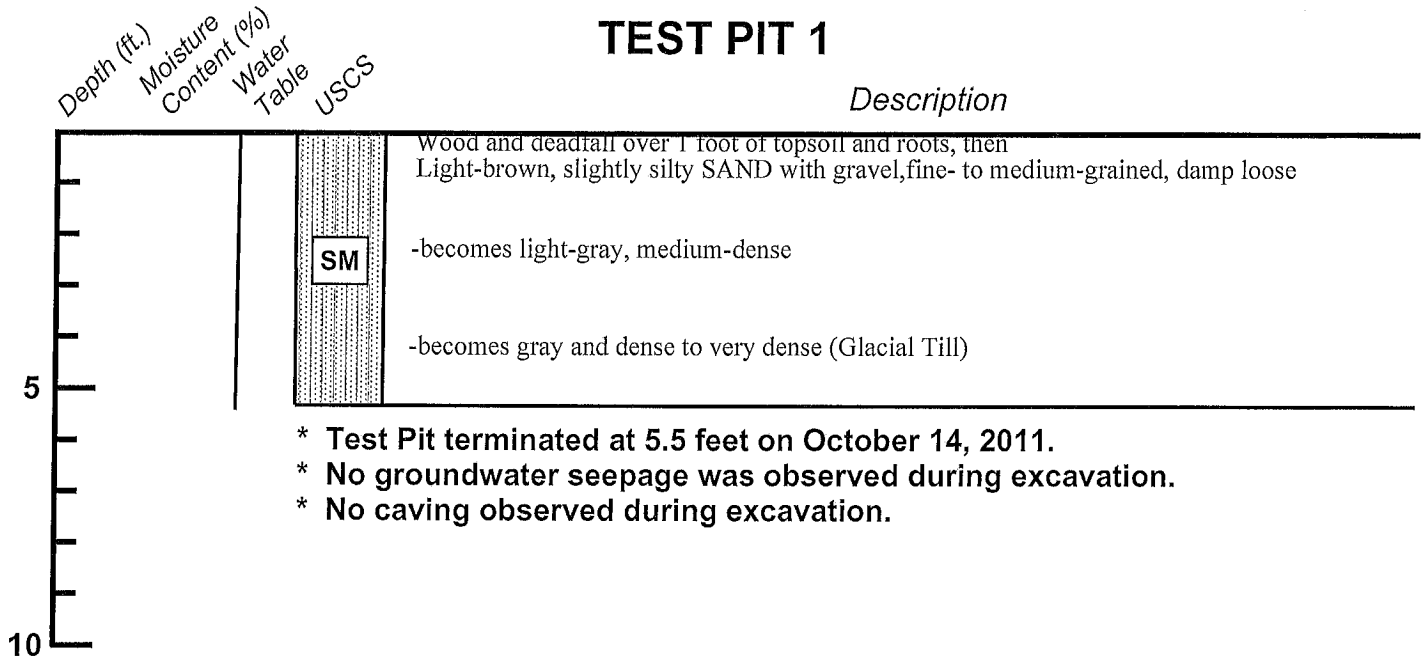 TEST PIT 1
Depth (ft.)
Moisture
Content (%)
Water
Table
USCS
Description
Wood and deadfall over 1 foot of topsoil and roots, then
Light-brown, slightly silty SAND with gravel,fine- to medium-grained, damp loose
-becomes light-gray, medium-dense
SM
-becomes gray and dense to very dense (Glacial Till)
5
* Test Pit terminated at 5.5 feet on October 14, 2011.
* No groundwater seepage was observed during excavation.
* No caving observed during excavation.
10